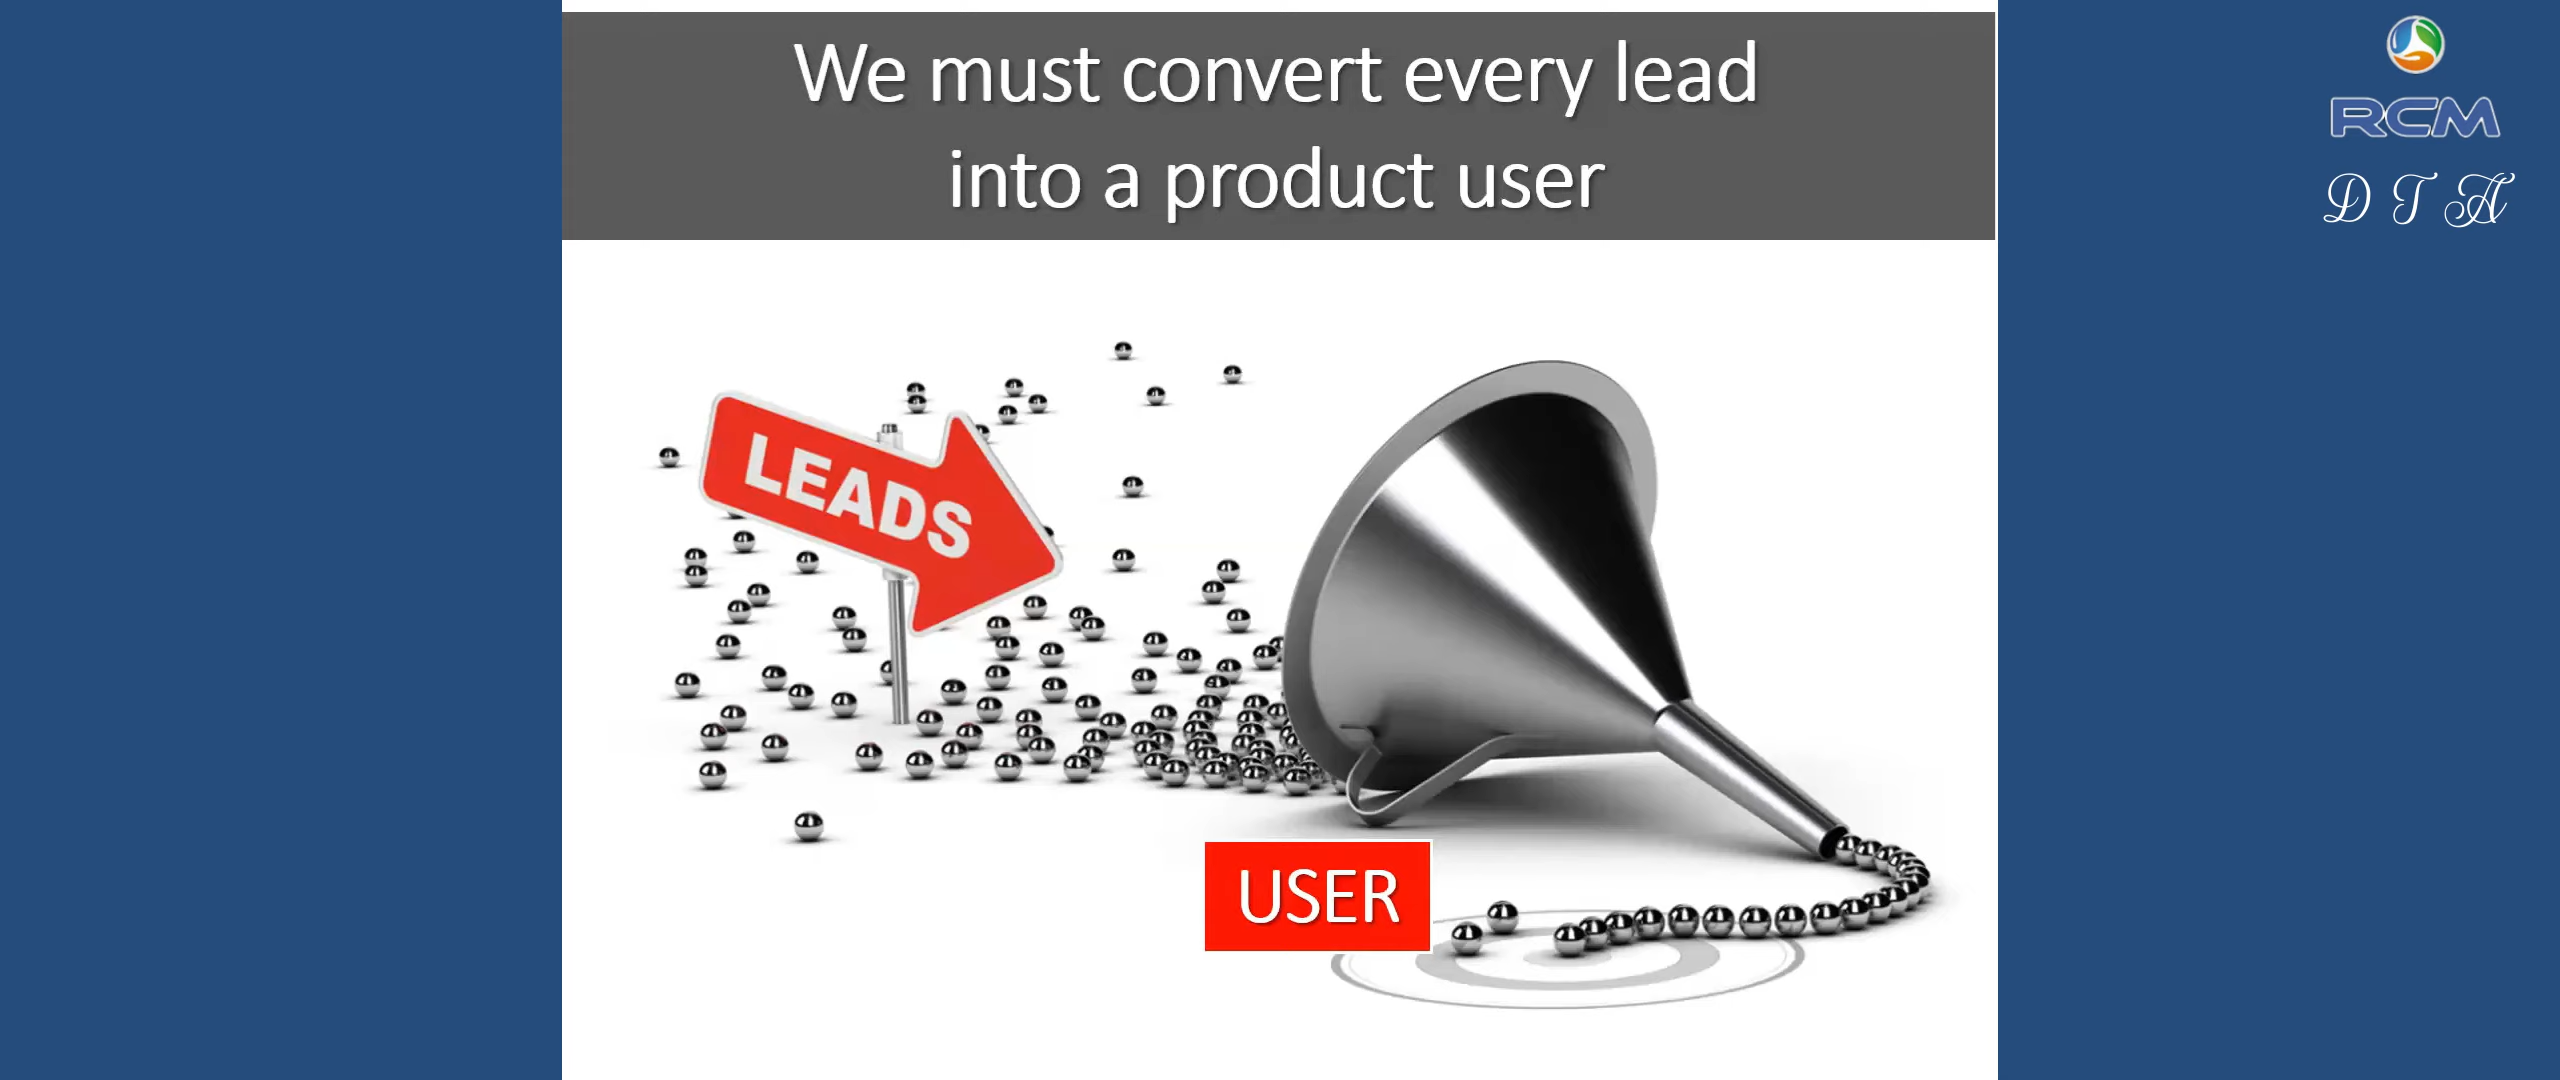 We must convert every lead
into a product user
RCM
D T A
LEADS
USER